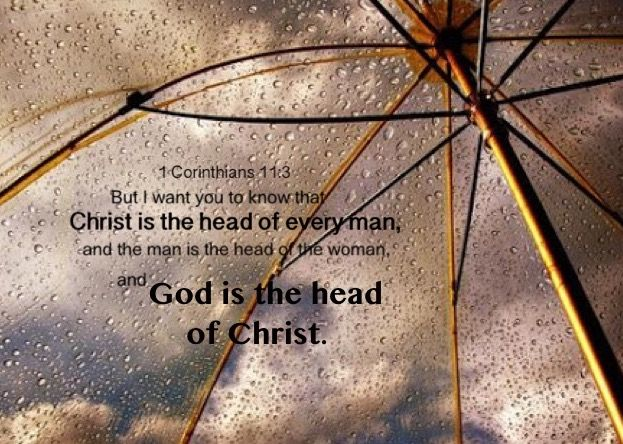 1 Corinthians 11:3
But I want you to know that
Christ is the head of every man,
and the man is the head of the woman,
and God is the head
of Christ.